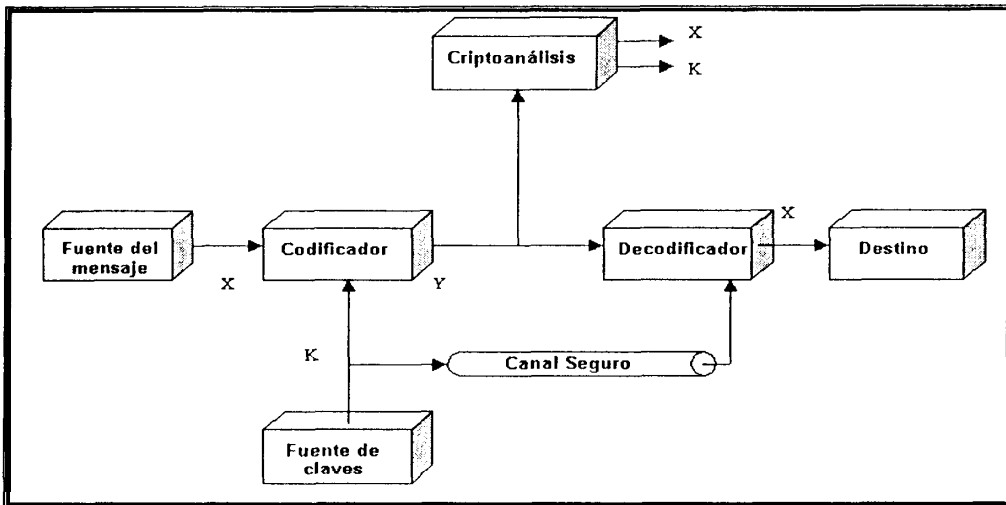 Criptoanálisis
X
K
Fuente del
mensaje
X
Codificador
Y
Decodificador
X
Destino
K
Canal Seguro
Fuente de
claves